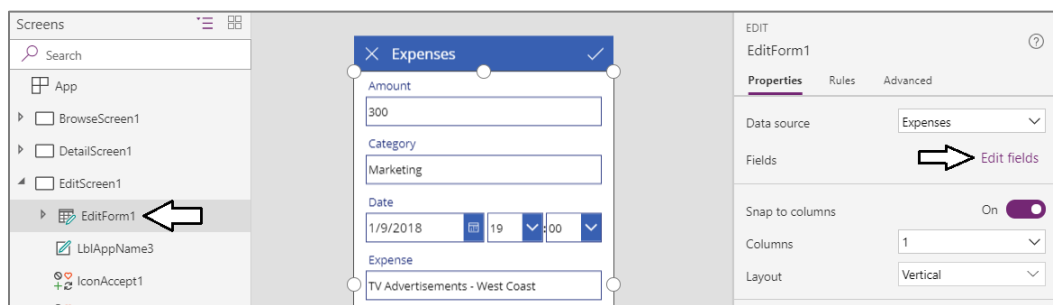 Screens
Search
App
BrowseScreen1
DetailScreen1
EditScreen1
EditForm1
LblAppName3
IconAccept1
Expenses
Amount
300
Category
Marketing
Date
1/9/2018 19 : 00
Expense
TV Advertisements - West Coast
EDIT
EditForm1
?
Properties Rules Advanced
Data source Expenses
Fields Edit fields
Snap to columns On
Columns 1
Layout Vertical